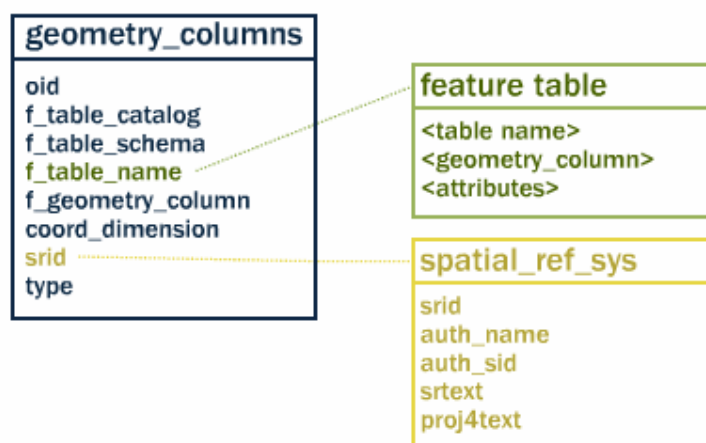 geometry_columns
oid
f_table_catalog
f_table_schema
f_table_name
f_geometry_column
coord_dimension
srid
type
feature table
<table name>
<geometry_column>
<attributes>
spatial_ref_sys
srid
auth_name
auth_sid
srtext
proj4text